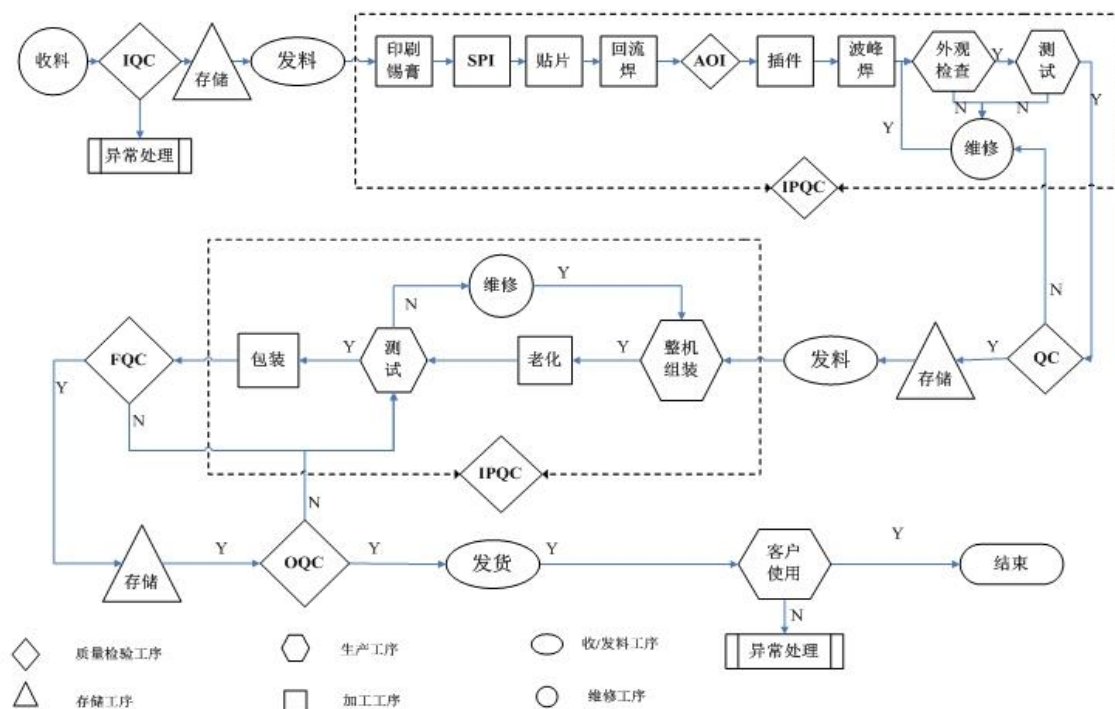 收料
IQC
存储
发料
印刷
锡膏
SPI
贴片
回流
焊
AOI
插件
波峰
焊
外观
检查
Y
测
试
Y
N
N
Y
维修
异常处理
IPQC
N
维修
Y
N
FQC
包装
Y
测
试
老化
Y
整机
组装
发料
存储
Y
QC
Y
N
IPQC
N
存储
Y
OQC
Y
发货
Y
客户
使用
Y
结束
N
异常处理
质量检验工序
生产工序
收/发料工序
存储工序
加工工序
维修工序